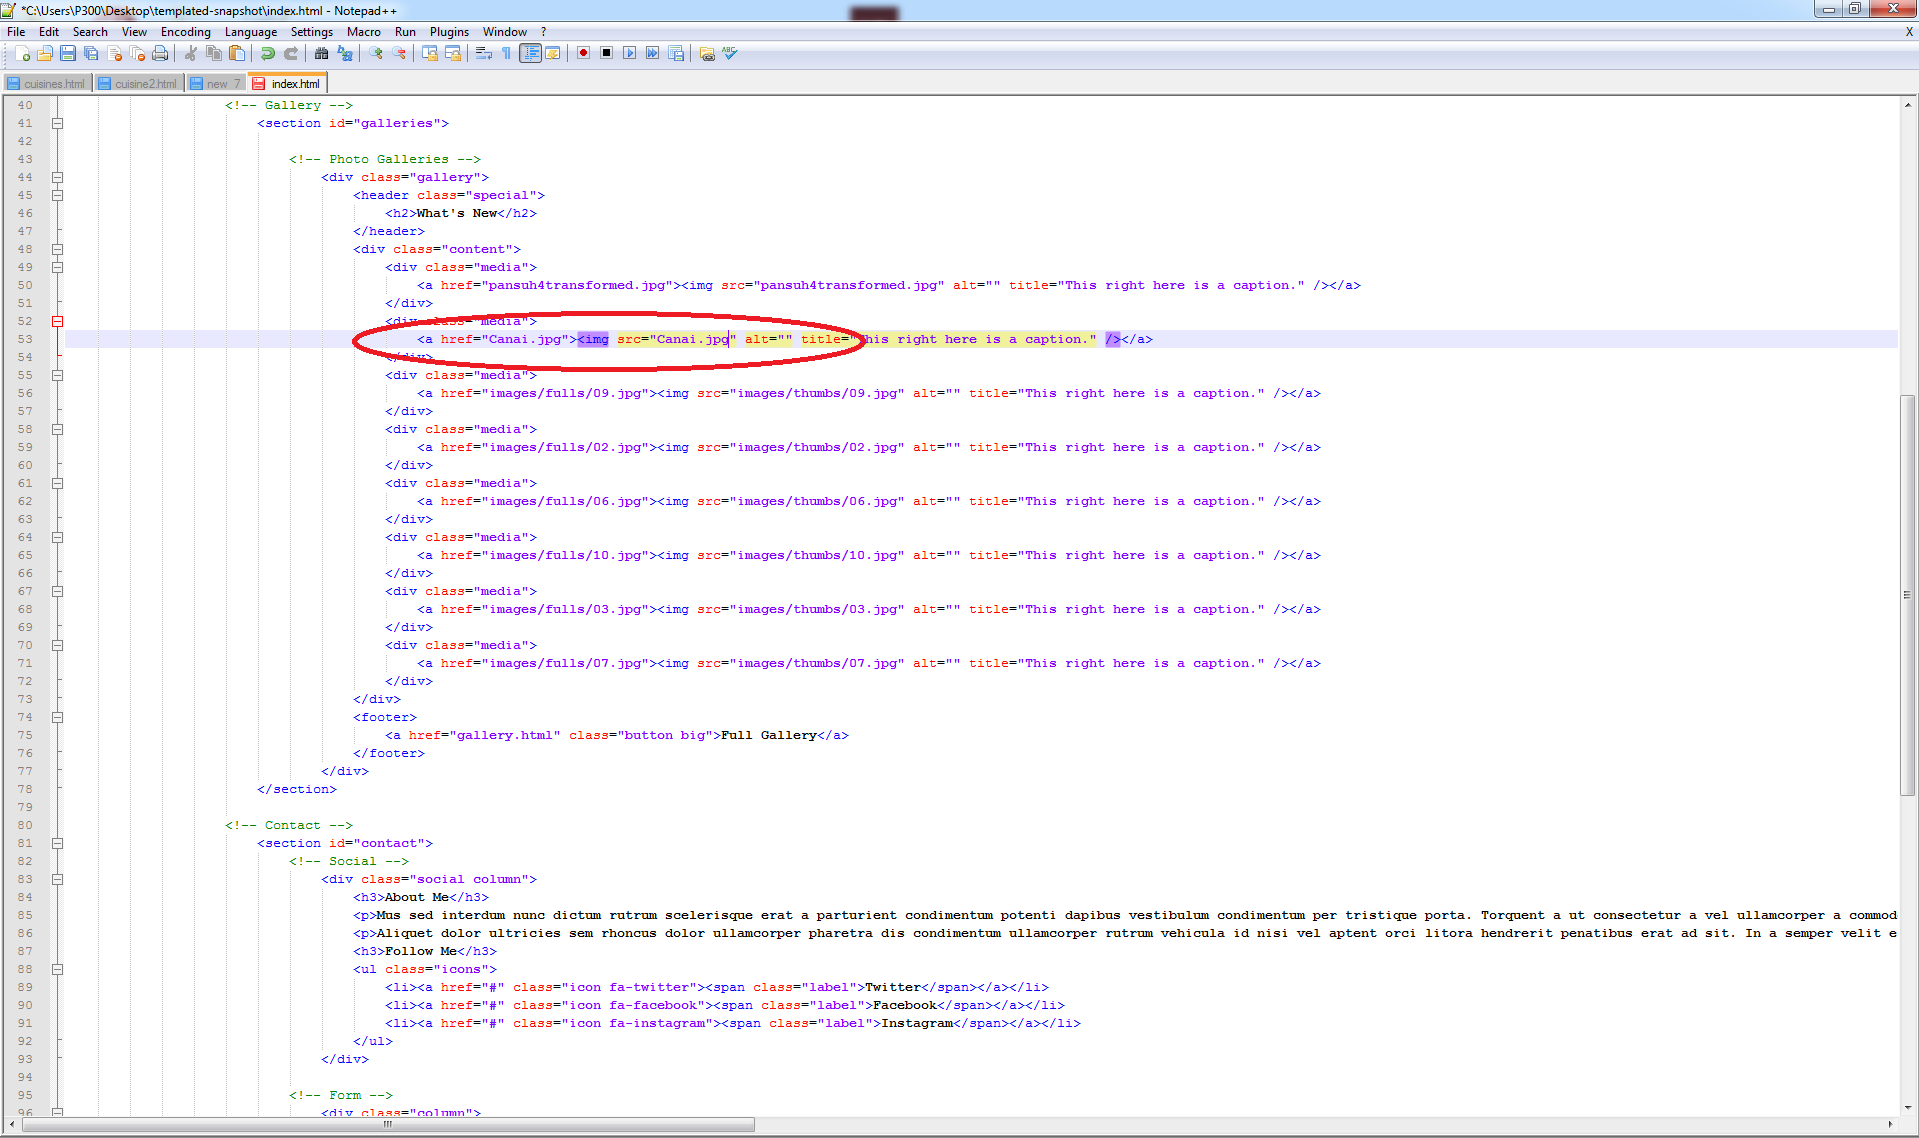 *C:\Users\P300\Desktop\templated-snapshot\index.html - Notepad++
File Edit Search View Encoding Language Settings Macro Run Plugins Window ? X
cuisines.html cuisine2.html new 7 index.html
40 <!-- Gallery -->
41 <section id="galleries">
42
43 <!-- Photo Galleries -->
44 <div class="gallery">
45 <header class="special">
46 <h2>What's New</h2>
47 </header>
48 <div class="content">
49 <div class="media">
50 <a href="pansuh4transformed.jpg"><img src="pansuh4transformed.jpg" alt="" title="This right here is a caption." /></a>
51 </div>
52 <div class="media">
53 <a href="Canai.jpg"><img src="Canai.jpg" alt="" title="This right here is a caption." /></a>
54 </div>
55 <div class="media">
56 <a href="images/fulls/09.jpg"><img src="images/thumbs/09.jpg" alt="" title="This right here is a caption." /></a>
57 </div>
58 <div class="media">
59 <a href="images/fulls/02.jpg"><img src="images/thumbs/02.jpg" alt="" title="This right here is a caption." /></a>
60 </div>
61 <div class="media">
62 <a href="images/fulls/06.jpg"><img src="images/thumbs/06.jpg" alt="" title="This right here is a caption." /></a>
63 </div>
64 <div class="media">
65 <a href="images/fulls/10.jpg"><img src="images/thumbs/10.jpg" alt="" title="This right here is a caption." /></a>
66 </div>
67 <div class="media">
68 <a href="images/fulls/03.jpg"><img src="images/thumbs/03.jpg" alt="" title="This right here is a caption." /></a>
69 </div>
70 <div class="media">
71 <a href="images/fulls/07.jpg"><img src="images/thumbs/07.jpg" alt="" title="This right here is a caption." /></a>
72 </div>
73 </div>
74 <footer>
75 <a href="gallery.html" class="button big">Full Gallery</a>
76 </footer>
77 </div>
78 </section>
79
80 <!-- Contact -->
81 <section id="contact">
82 <!-- Social -->
83 <div class="social column">
84 <h3>About Me</h3>
85 <p>Mus sed interdum nunc dictum rutrum scelerisque erat a parturient condimentum potenti dapibus vestibulum condimentum per tristique porta. Torquent a ut consectetur a vel ullamcorper a commod
86 <p>Aliquet dolor ultricies sem rhoncus dolor ullamcorper pharetra dis condimentum ullamcorper rutrum vehicula id nisi vel aptent orci litora hendrerit penatibus erat ad sit. In a semper velit e
87 <h3>Follow Me</h3>
88 <ul class="icons">
89 <li><a href="#" class="icon fa-twitter"><span class="label">Twitter</span></a></li>
90 <li><a href="#" class="icon fa-facebook"><span class="label">Facebook</span></a></li>
91 <li><a href="#" class="icon fa-instagram"><span class="label">Instagram</span></a></li>
92 </ul>
93 </div>
94
95 <!-- Form -->
96 <div class="column">